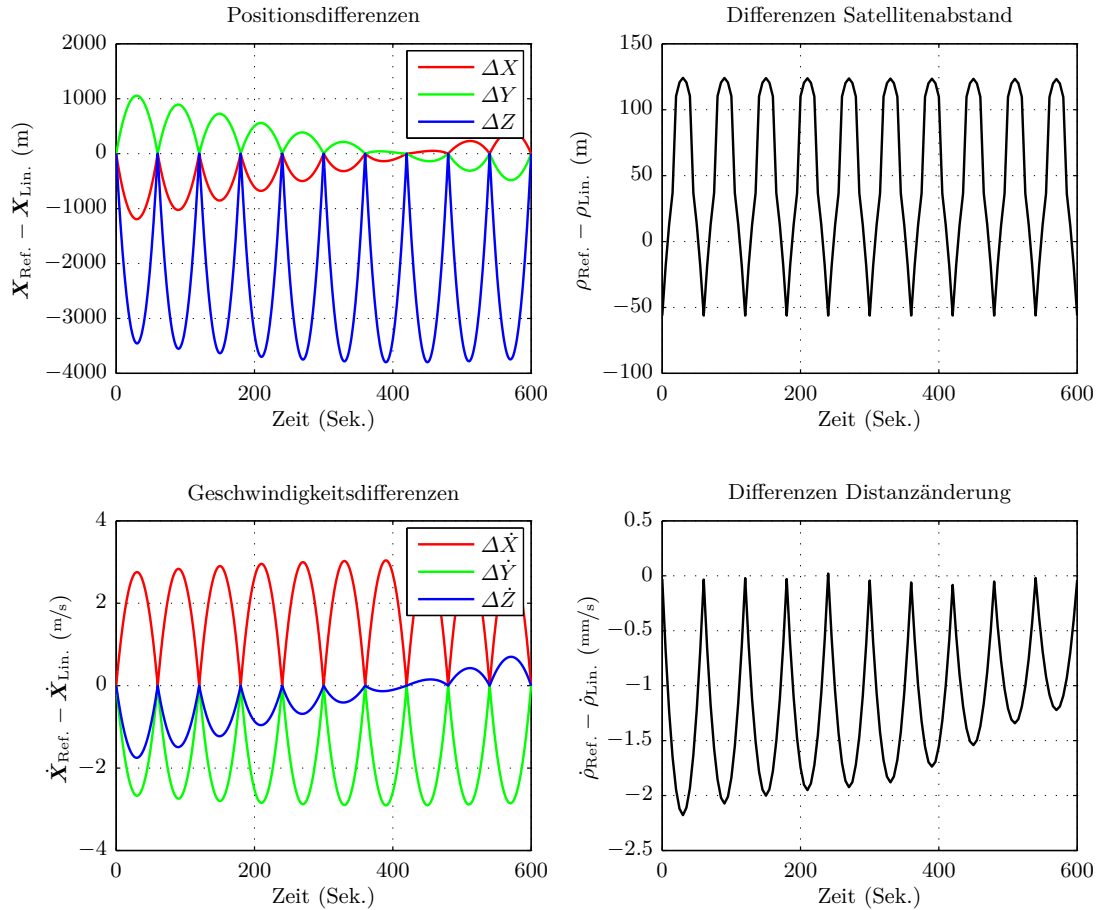 Positionsdifferenzen
2000
1000
0
−1000
−2000
−3000
−4000
X_Ref. − X_Lin. (m)
ΔX
ΔY
ΔZ
0 200 400 600
Zeit (Sek.)
Differenzen Satellitenabstand
150
100
50
0
−50
−100
ρ_Ref. − ρ_Lin. (m)
0 200 400 600
Zeit (Sek.)
Geschwindigkeitsdifferenzen
4
2
0
−2
−4
Ẋ_Ref. − Ẋ_Lin. (m/s)
ΔẊ
ΔẎ
ΔŻ
0 200 400 600
Zeit (Sek.)
Differenzen Distanzänderung
0.5
0
−0.5
−1
−1.5
−2
−2.5
ρ̇_Ref. − ρ̇_Lin. (mm/s)
0 200 400 600
Zeit (Sek.)